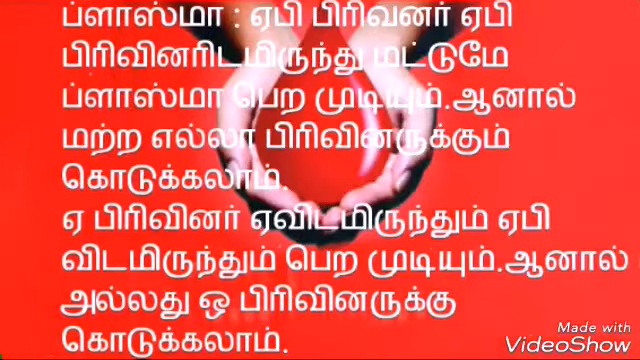 ப்ளாஸ்மா : ஏபி பிரிவனர் ஏபி
பிரிவினரிடமிருந்து மட்டுமே
ப்ளாஸ்மா பெற முடியும்.ஆனால்
மற்ற எல்லா பிரிவினருக்கும்
கொடுக்கலாம்.
ஏ பிரிவினர் ஏவிடமிருந்தும் ஏபி
விடமிருந்தும் பெற முடியும்.ஆனால்
அல்லது ஒ பிரிவினருக்கு
கொடுக்கலாம்.
Made with
VideoShow